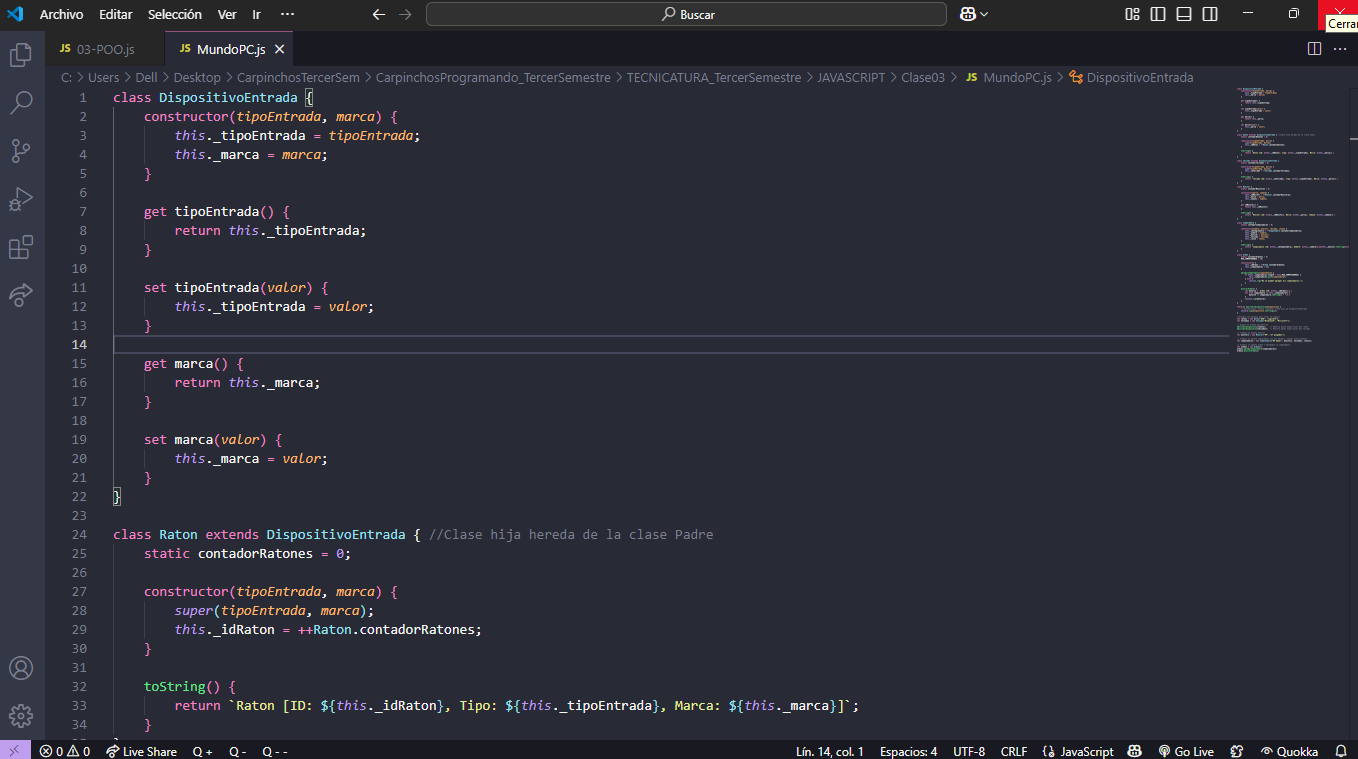 Archivo Editar Selección Ver Ir ··· Buscar
Cerrar
JS 03-POO.js JS MundoPC.js
C: > Users > Dell > Desktop > CarpinchosTercerSem > CarpinchosProgramando_TercerSemestre > TECNICATURA_TercerSemestre > JAVASCRIPT > Clase03 > JS MundoPC.js > DispositivoEntrada
1 class DispositivoEntrada {
2 constructor(tipoEntrada, marca) {
3 this._tipoEntrada = tipoEntrada;
4 this._marca = marca;
5 }
6
7 get tipoEntrada() {
8 return this._tipoEntrada;
9 }
10
11 set tipoEntrada(valor) {
12 this._tipoEntrada = valor;
13 }
14
15 get marca() {
16 return this._marca;
17 }
18
19 set marca(valor) {
20 this._marca = valor;
21 }
22 }
23
24 class Raton extends DispositivoEntrada { //Clase hija hereda de la clase Padre
25 static contadorRatones = 0;
26
27 constructor(tipoEntrada, marca) {
28 super(tipoEntrada, marca);
29 this._idRaton = ++Raton.contadorRatones;
30 }
31
32 toString() {
33 return `Raton [ID: ${this._idRaton}, Tipo: ${this._tipoEntrada}, Marca: ${this._marca}]`;
34 }
0 0 Live Share Q + Q - Q - - Lín. 14, col. 1 Espacios: 4 UTF-8 CRLF {} JavaScript Go Live Quokka